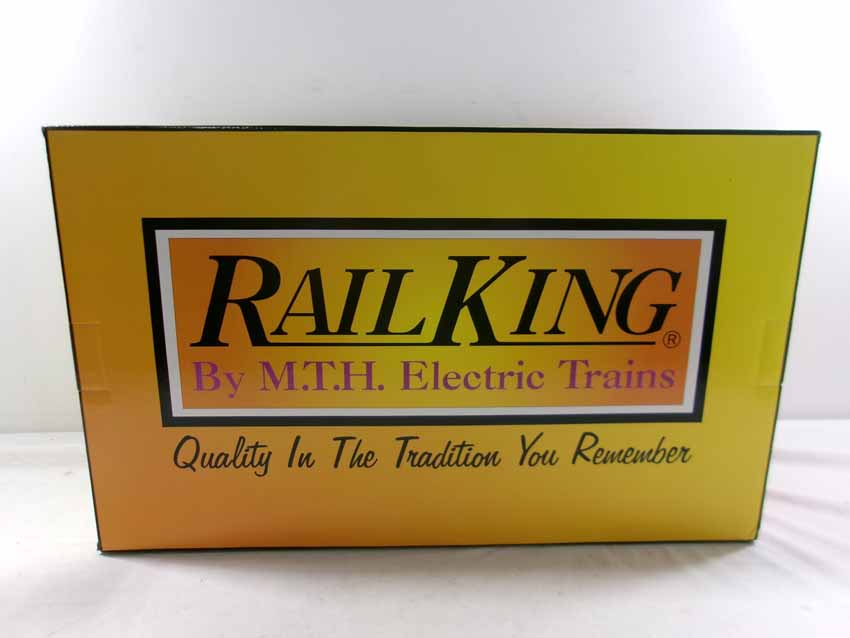 RAILKING®
By M.T.H. Electric Trains
Quality In The Tradition You Remember